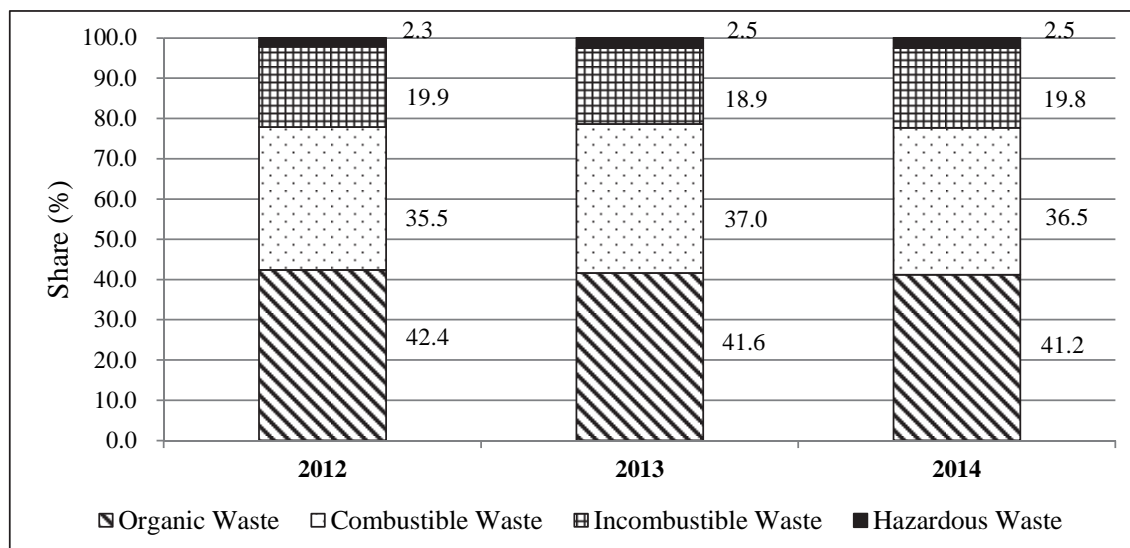 2.3 2.5 2.5
100.0
90.0
19.9 18.9 19.8
80.0
70.0
60.0
35.5 37.0 36.5
50.0
40.0
30.0
42.4 41.6 41.2
20.0
10.0
0.0
Share (%)
2012 2013 2014
Organic Waste Combustible Waste Incombustible Waste Hazardous Waste